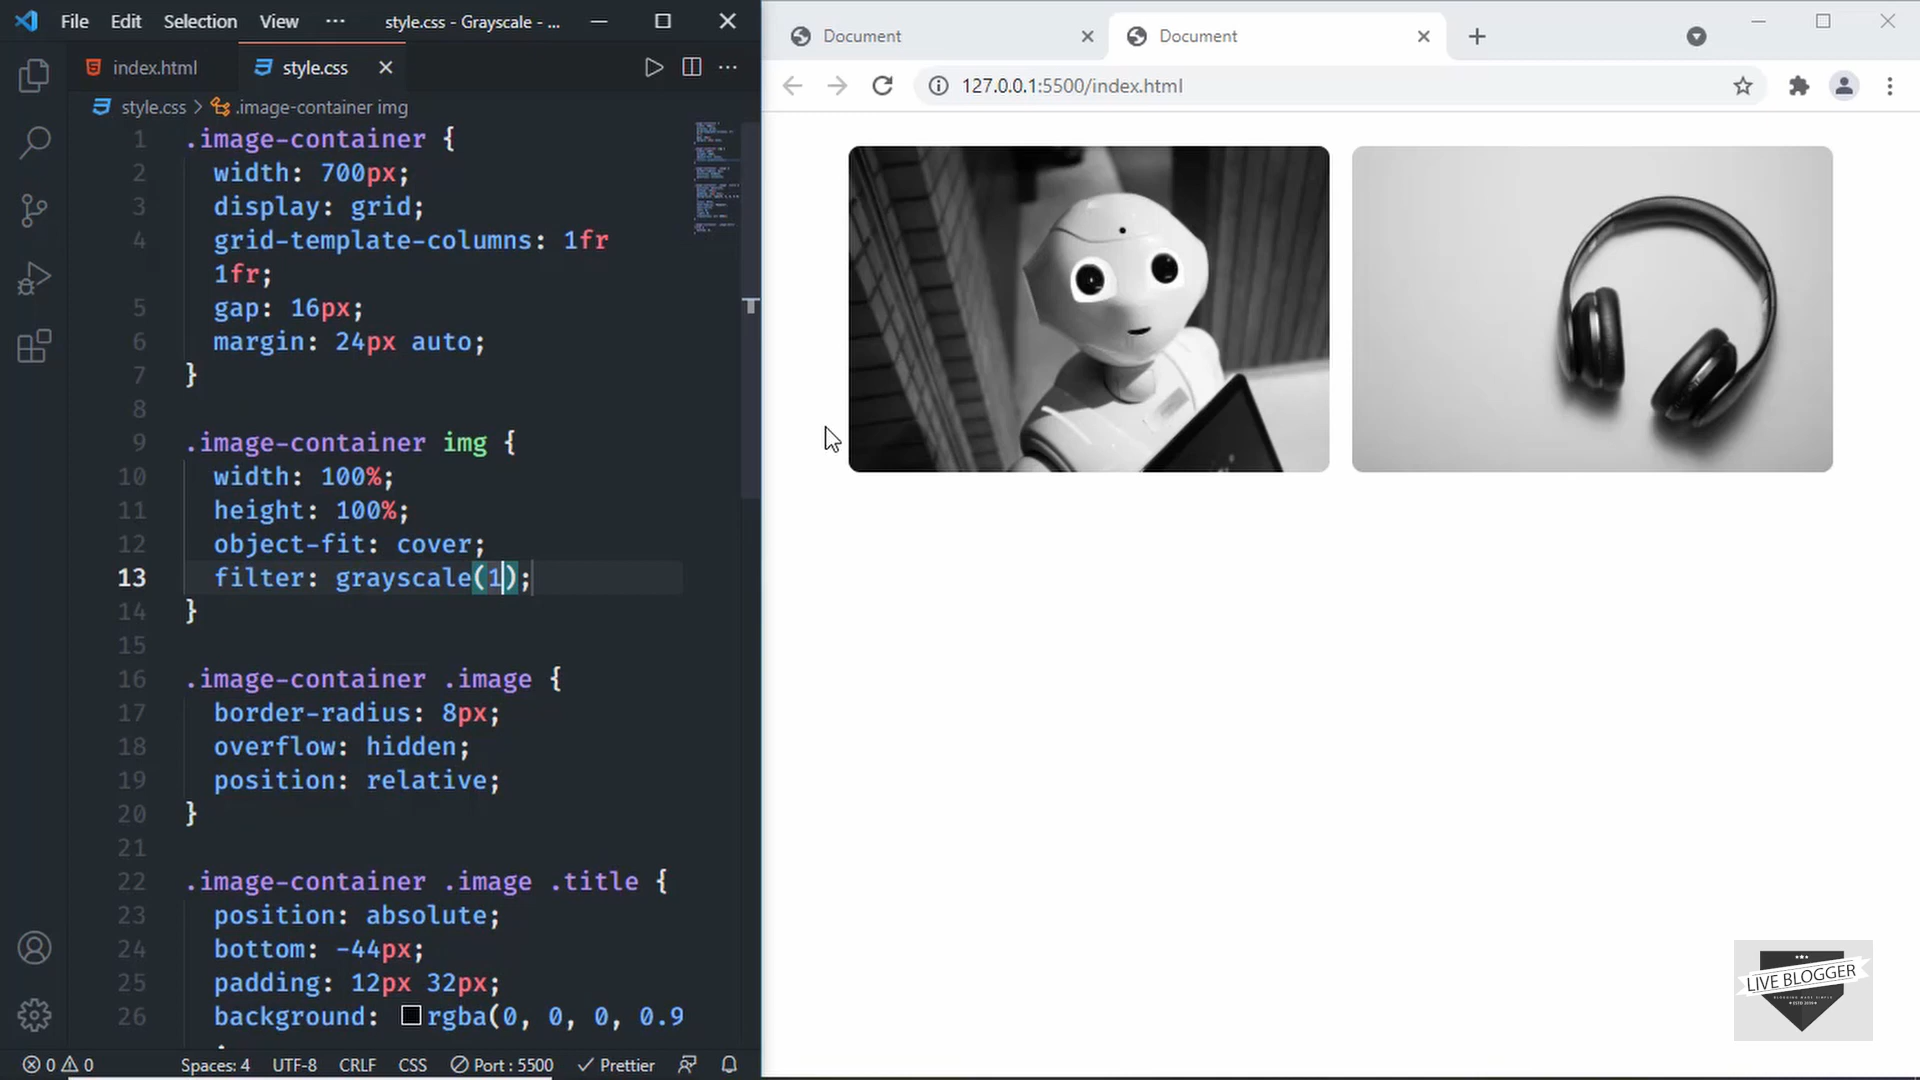 File Edit Selection View ··· style.css - Grayscale - ...
index.html style.css
style.css > .image-container img
1 .image-container {
2 width: 700px;
3 display: grid;
4 grid-template-columns: 1fr
1fr;
5 gap: 16px;
6 margin: 24px auto;
7 }
8
9 .image-container img {
10 width: 100%;
11 height: 100%;
12 object-fit: cover;
13 filter: grayscale(1);
14 }
15
16 .image-container .image {
17 border-radius: 8px;
18 overflow: hidden;
19 position: relative;
20 }
21
22 .image-container .image .title {
23 position: absolute;
24 bottom: -44px;
25 padding: 12px 32px;
26 background: rgba(0, 0, 0, 0.9
0 0 Spaces: 4 UTF-8 CRLF CSS Port : 5500 Prettier
Document Document
127.0.0.1:5500/index.html
LIVE BLOGGER